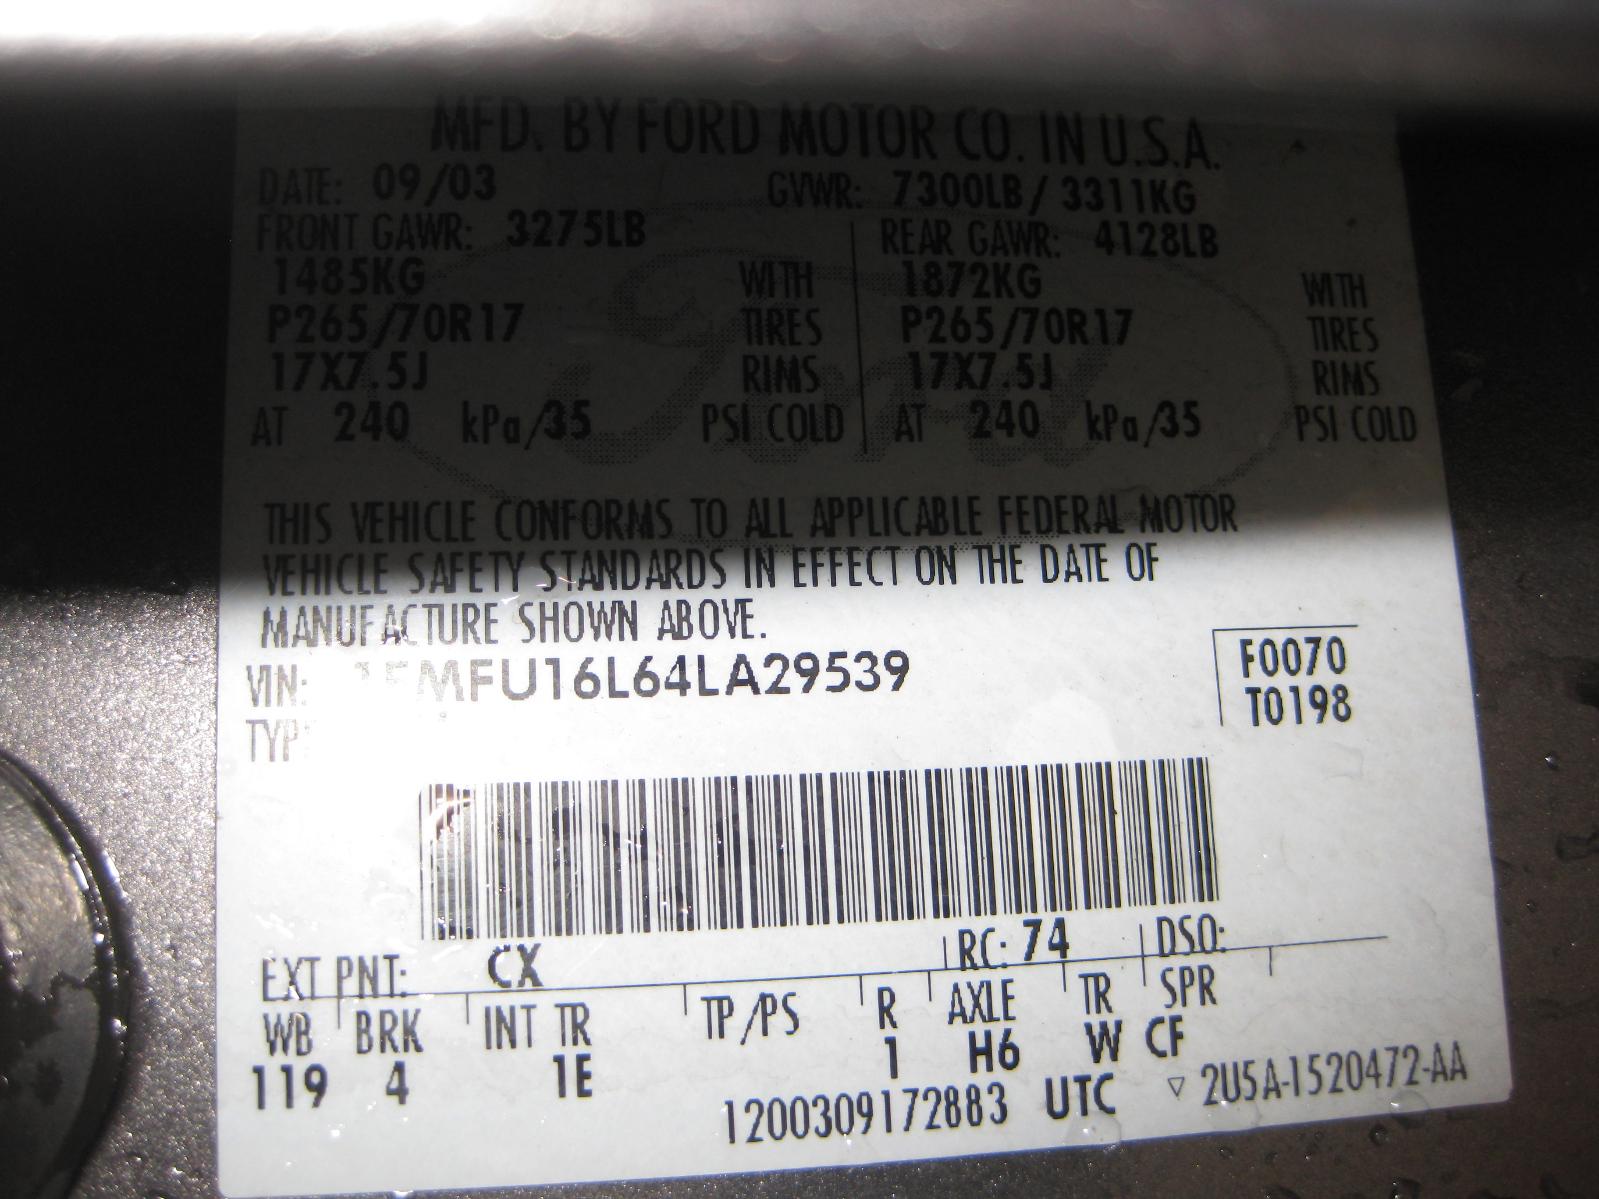 MFD. BY FORD MOTOR CO. IN U.S.A.
DATE: 09/03 GVWR: 7300LB / 3311KG
FRONT GAWR: 3275LB REAR GAWR: 4128LB
1485KG WITH 1872KG WITH
P265/70R17 TIRES P265/70R17 TIRES
17X7.5J RIMS 17X7.5J RIMS
AT 240 kPa/35 PSI COLD AT 240 kPa/35 PSI COLD
Ford
THIS VEHICLE CONFORMS TO ALL APPLICABLE FEDERAL MOTOR
VEHICLE SAFETY STANDARDS IN EFFECT ON THE DATE OF
MANUFACTURE SHOWN ABOVE.
VIN: 1FMFU16L64LA29539 F0070
TYP: T0198
EXT PNT: CX RC: 74 DSO:
WB BRK INT TR TP/PS R AXLE TR SPR
119 4 1E 1 H6 W CF
1200309172883 UTC ▽ 2U5A-1520472-AA